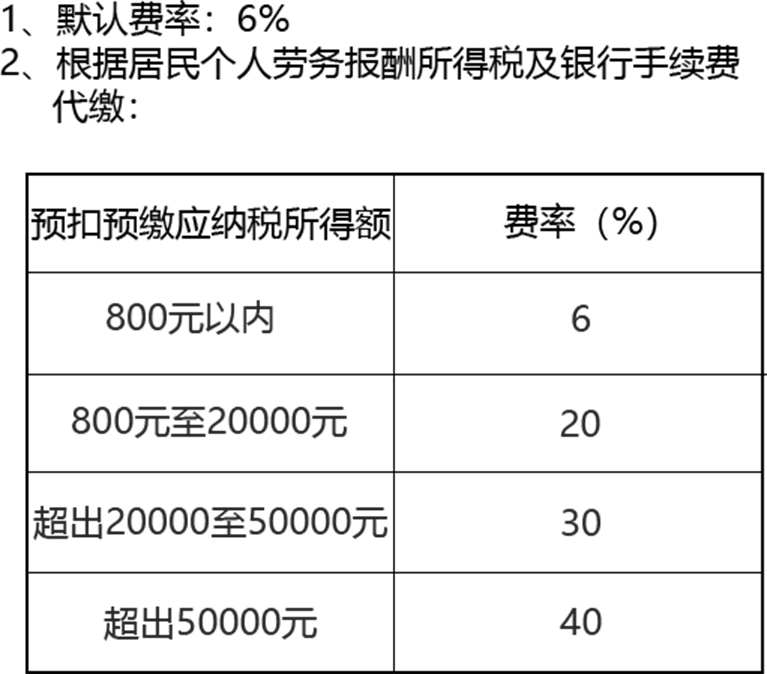 1、默认费率：6%
2、根据居民个人劳务报酬所得税及银行手续费
代缴：
预扣预缴应纳税所得额 费率（%）
800元以内 6
800元至20000元 20
超出20000至50000元 30
超出50000元 40